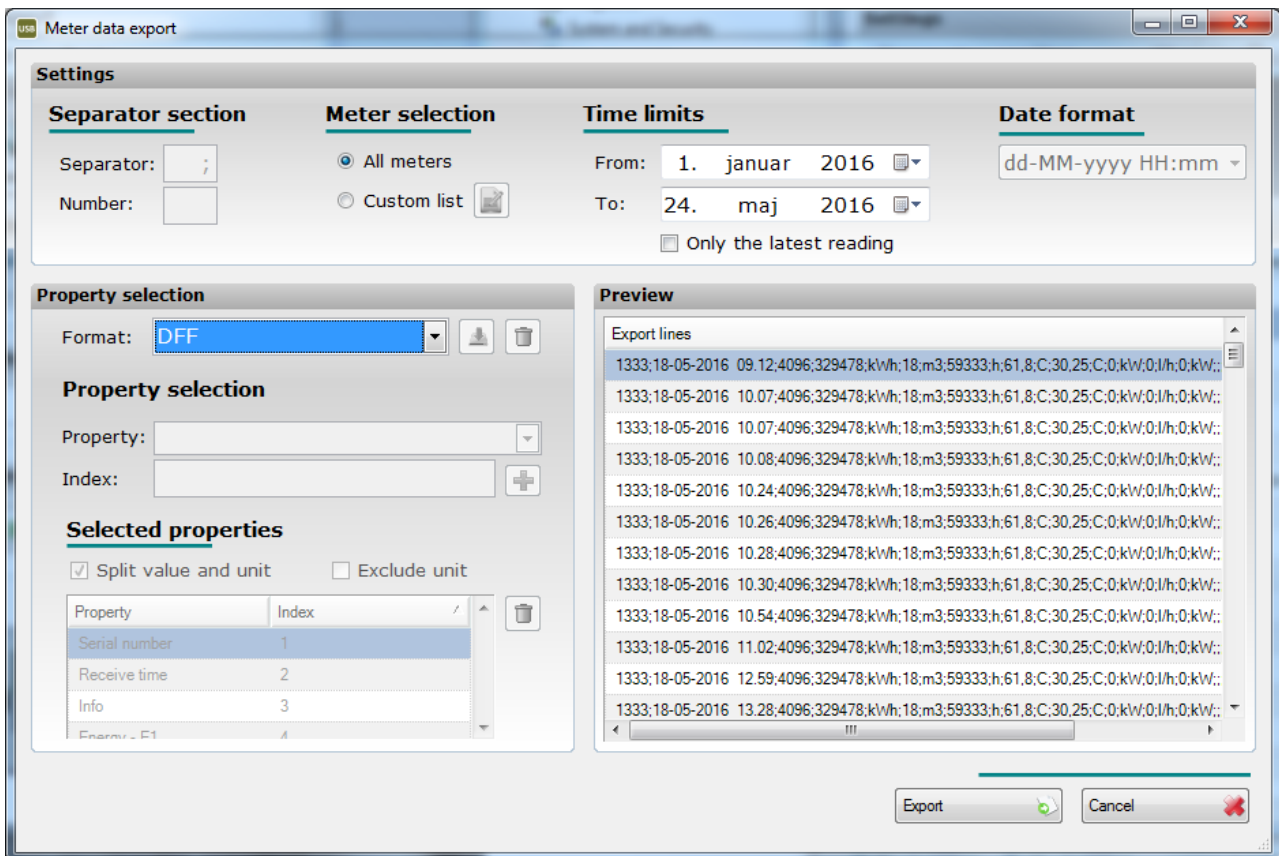 USB Meter data export
Settings
Separator section Meter selection Time limits Date format
Separator: ; All meters From: 1. januar 2016 dd-MM-yyyy HH:mm
Number: Custom list To: 24. maj 2016
Only the latest reading
Property selection
Format: DFF
Property selection
Property:
Index:
Selected properties
Split value and unit Exclude unit
Property Index
Serial number 1
Receive time 2
Info 3
Energy - E1 4
Preview
Export lines
1333;18-05-2016 09.12;4096;329478;kWh;18;m3;59333;h;61,8;C;30,25;C;0;kW;0;l/h;0;kW;;
1333;18-05-2016 10.07;4096;329478;kWh;18;m3;59333;h;61,8;C;30,25;C;0;kW;0;l/h;0;kW;;
1333;18-05-2016 10.07;4096;329478;kWh;18;m3;59333;h;61,8;C;30,25;C;0;kW;0;l/h;0;kW;;
1333;18-05-2016 10.08;4096;329478;kWh;18;m3;59333;h;61,8;C;30,25;C;0;kW;0;l/h;0;kW;;
1333;18-05-2016 10.24;4096;329478;kWh;18;m3;59333;h;61,8;C;30,25;C;0;kW;0;l/h;0;kW;;
1333;18-05-2016 10.26;4096;329478;kWh;18;m3;59333;h;61,8;C;30,25;C;0;kW;0;l/h;0;kW;;
1333;18-05-2016 10.28;4096;329478;kWh;18;m3;59333;h;61,8;C;30,25;C;0;kW;0;l/h;0;kW;;
1333;18-05-2016 10.30;4096;329478;kWh;18;m3;59333;h;61,8;C;30,25;C;0;kW;0;l/h;0;kW;;
1333;18-05-2016 10.54;4096;329478;kWh;18;m3;59333;h;61,8;C;30,25;C;0;kW;0;l/h;0;kW;;
1333;18-05-2016 11.02;4096;329478;kWh;18;m3;59333;h;61,8;C;30,25;C;0;kW;0;l/h;0;kW;;
1333;18-05-2016 12.59;4096;329478;kWh;18;m3;59333;h;61,8;C;30,25;C;0;kW;0;l/h;0;kW;;
1333;18-05-2016 13.28;4096;329478;kWh;18;m3;59333;h;61,8;C;30,25;C;0;kW;0;l/h;0;kW;;
Export Cancel